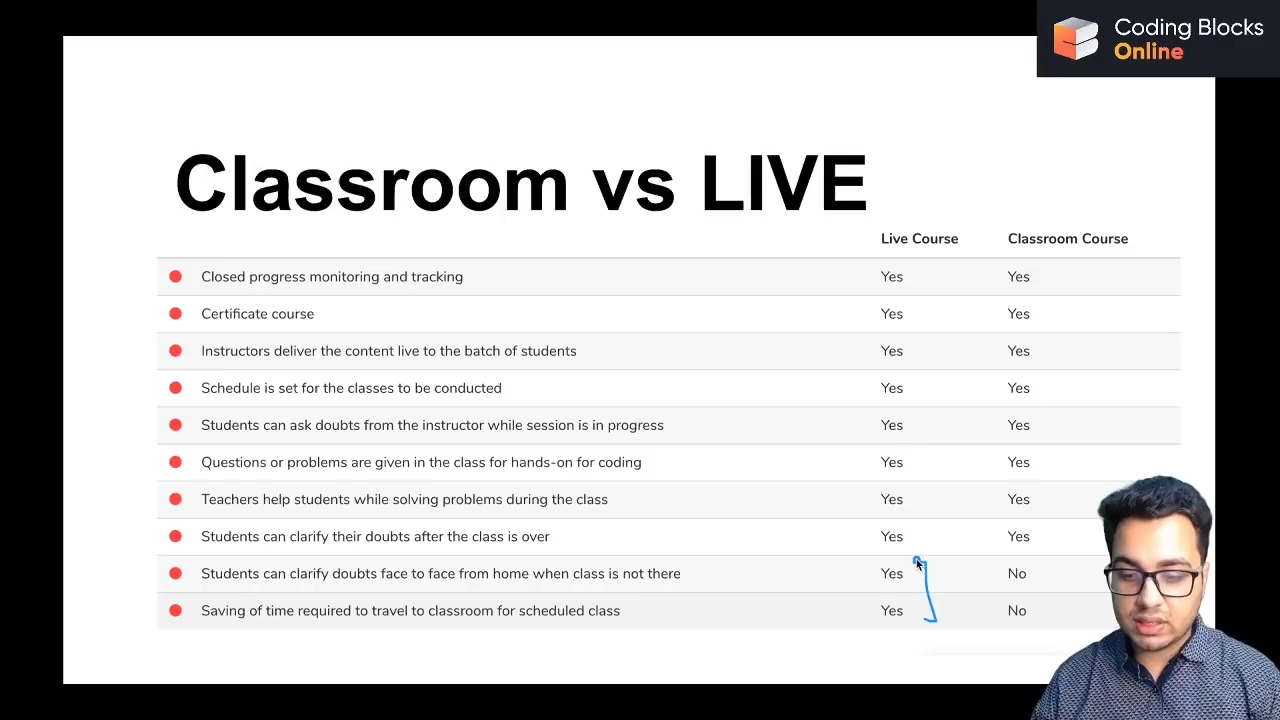 Coding Blocks
Online
Classroom vs LIVE
Live Course Classroom Course
Closed progress monitoring and tracking Yes Yes
Certificate course Yes Yes
Instructors deliver the content live to the batch of students Yes Yes
Schedule is set for the classes to be conducted Yes Yes
Students can ask doubts from the instructor while session is in progress Yes Yes
Questions or problems are given in the class for hands-on for coding Yes Yes
Teachers help students while solving problems during the class Yes Yes
Students can clarify their doubts after the class is over Yes Yes
Students can clarify doubts face to face from home when class is not there Yes No
Saving of time required to travel to classroom for scheduled class Yes No